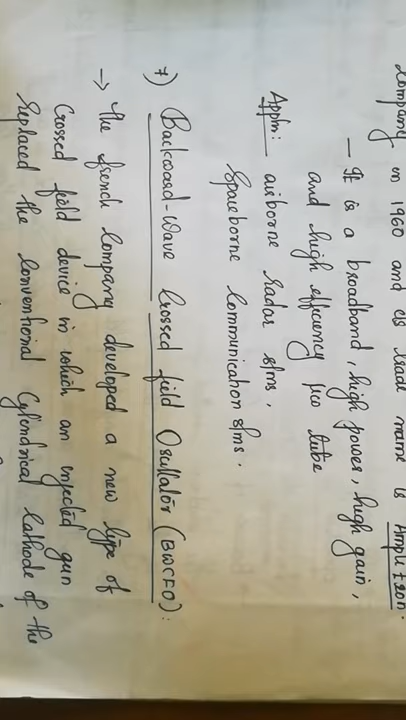 Company on 1960 and its trade name is Amplitron.
- It is a broadband, high power, high gain,
and high efficiency μw tube
Appln: airborne radar s/ms,
Spaceborne Communication s/ms.
7) Backward-Wave Crossed field Oscillator (BWCFO):
→ The french Company developed a new type of
Crossed field device in which an injected gun
replaced the Conventional Cylindrical Cathode of the